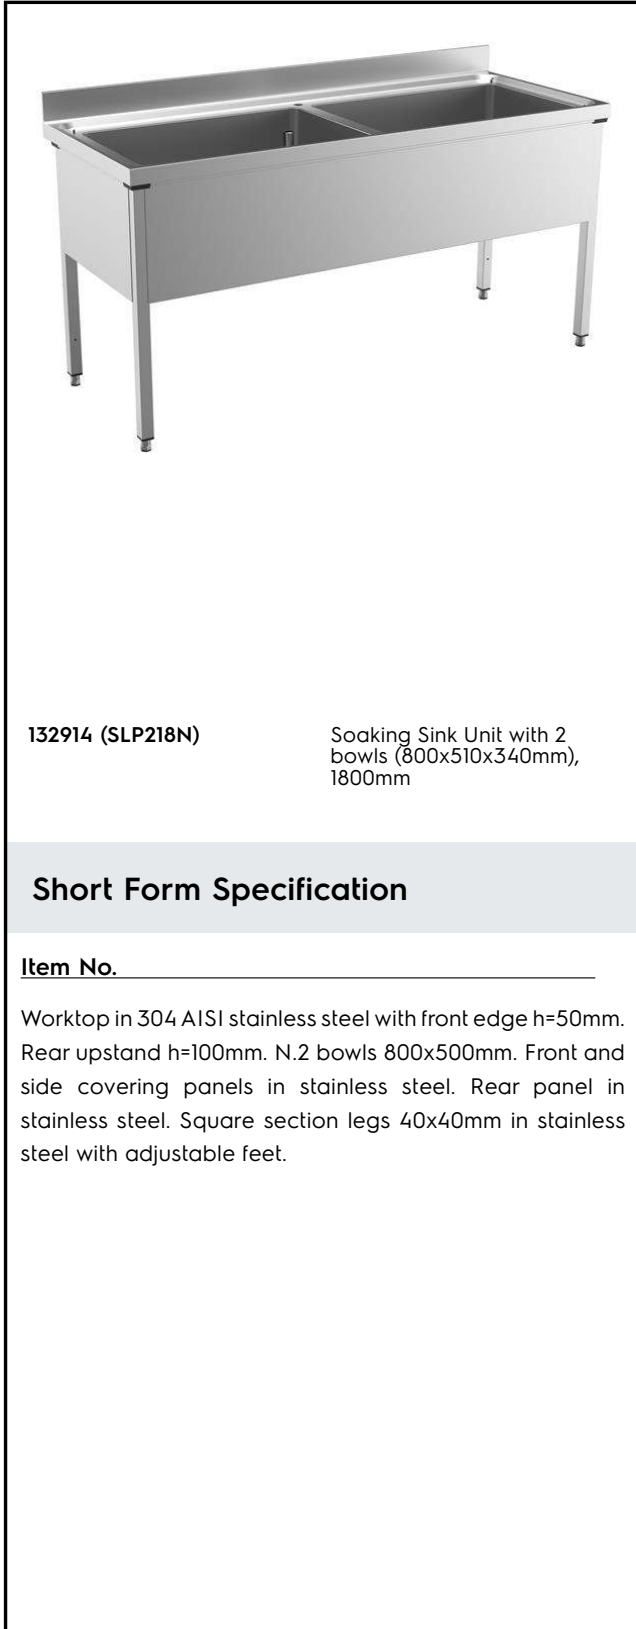 132914 (SLP218N)
Soaking Sink Unit with 2
bowls (800x510x340mm),
1800mm
Short Form Specification
Item No.
Worktop in 304 AISI stainless steel with front edge h=50mm.
Rear upstand h=100mm. N.2 bowls 800x500mm. Front and
side covering panels in stainless steel. Rear panel in
stainless steel. Square section legs 40x40mm in stainless
steel with adjustable feet.